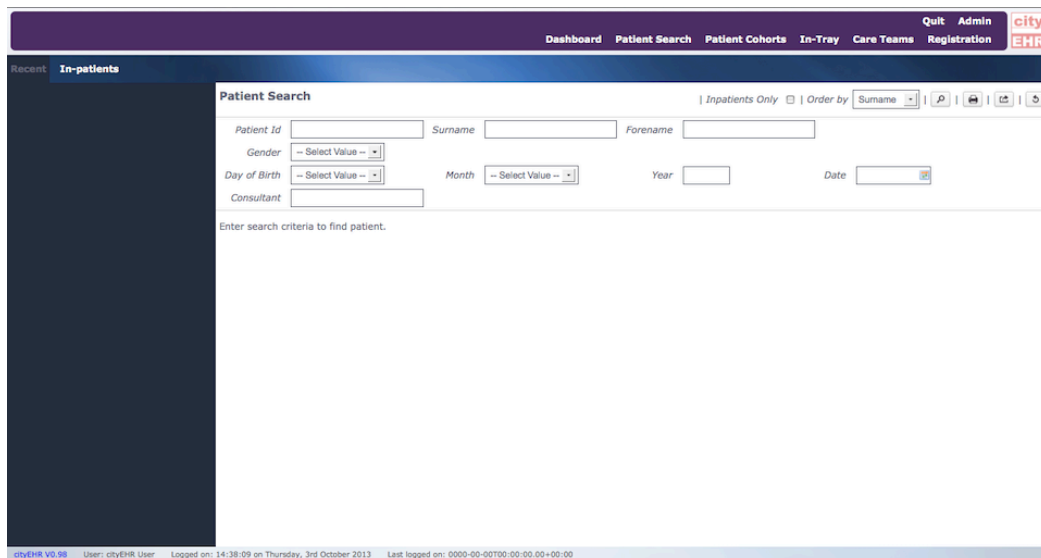 Quit Admin
city
EHR
Dashboard Patient Search Patient Cohorts In-Tray Care Teams Registration
Recent In-patients
Patient Search
| Inpatients Only | Order by Surname | | |
Patient Id Surname Forename
Gender -- Select Value --
Day of Birth -- Select Value -- Month -- Select Value -- Year Date
Consultant
Enter search criteria to find patient.
cityEHR V0.98 User: cityEHR User Logged on: 14:38:09 on Thursday, 3rd October 2013 Last logged on: 0000-00-00T00:00:00.00+00:00